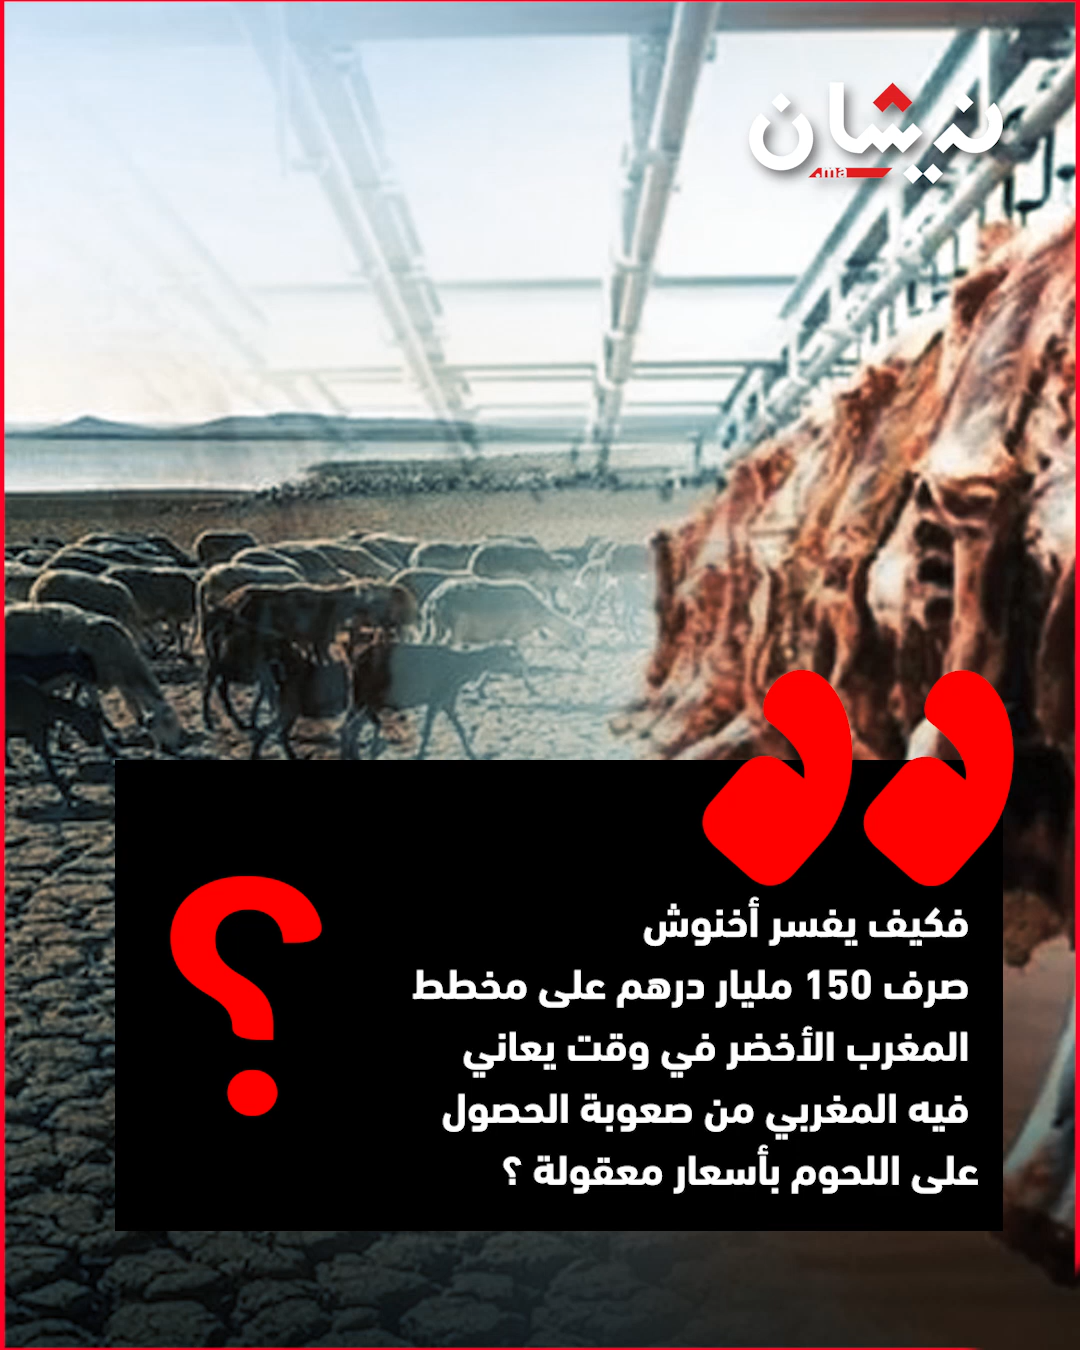 نيشان
.ma
فكيف يفسر أخنوش
صرف 150 مليار درهم على مخطط
المغرب الأخضر في وقت يعاني
فيه المغربي من صعوبة الحصول
على اللحوم بأسعار معقولة ؟
؟